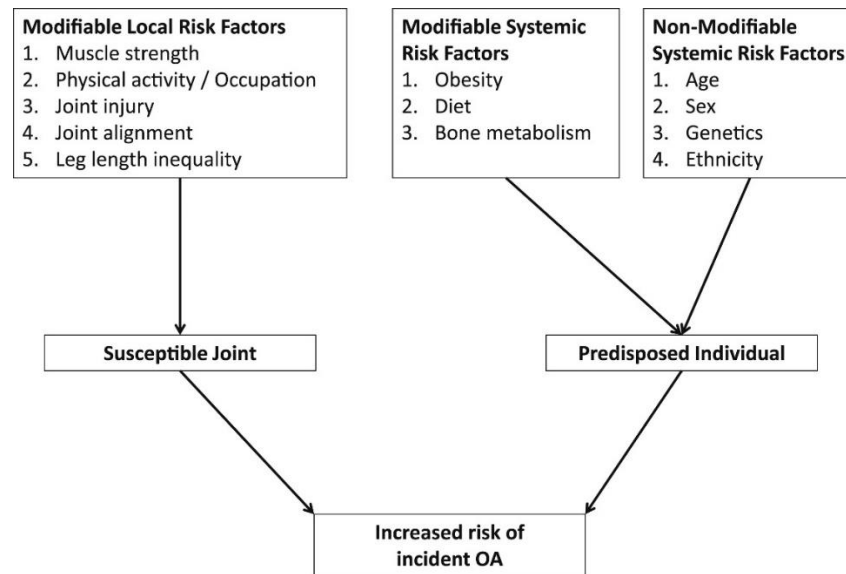 Modifiable Local Risk Factors
1. Muscle strength
2. Physical activity / Occupation
3. Joint injury
4. Joint alignment
5. Leg length inequality
Modifiable Systemic
Risk Factors
1. Obesity
2. Diet
3. Bone metabolism
Non-Modifiable
Systemic Risk Factors
1. Age
2. Sex
3. Genetics
4. Ethnicity
Susceptible Joint
Predisposed Individual
Increased risk of
incident OA